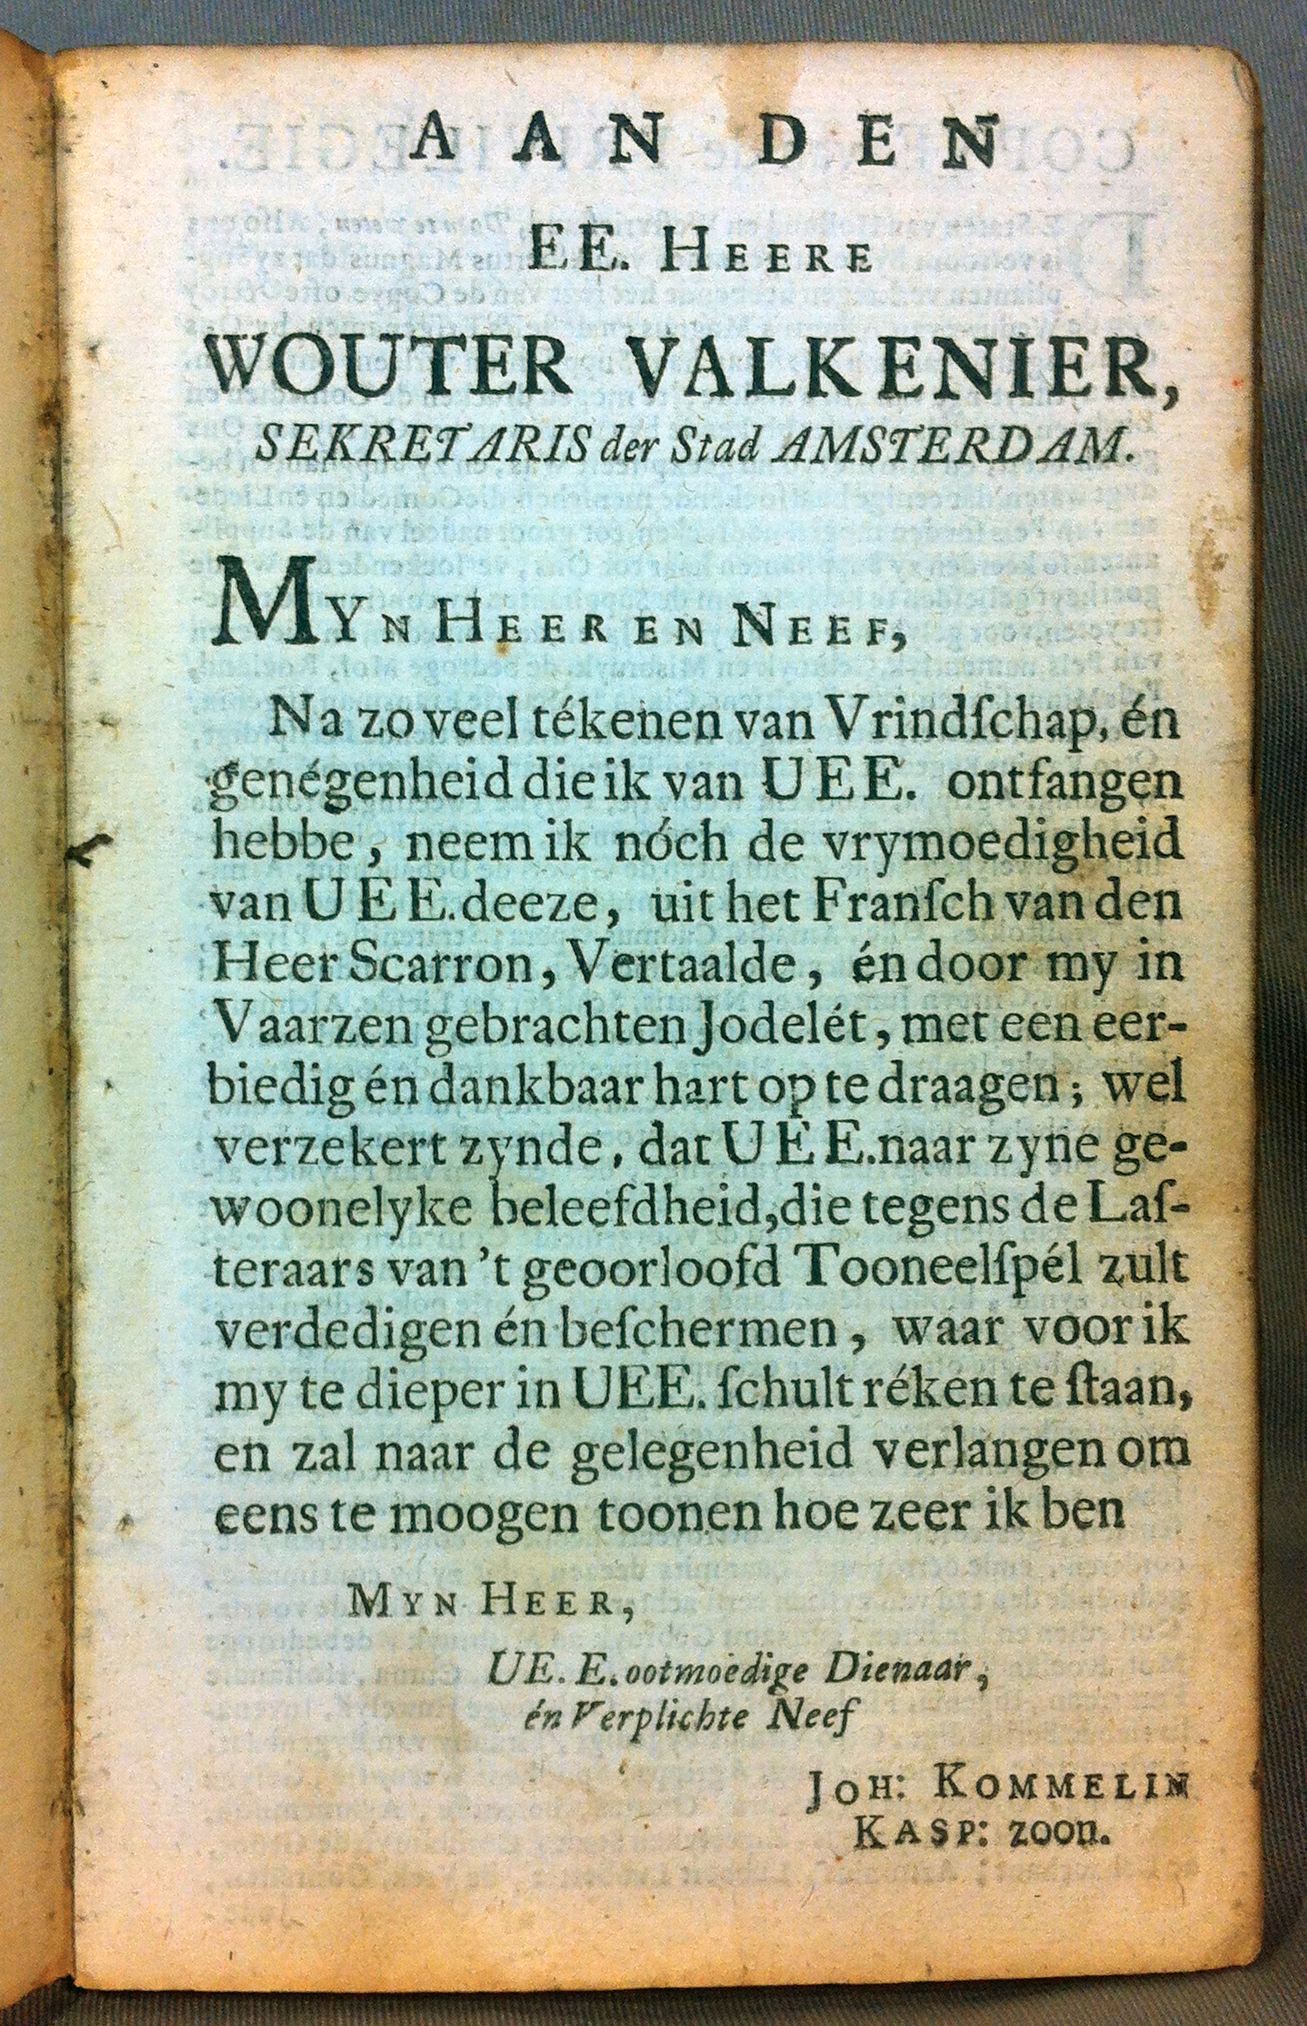 AAN DEN
EE. HEERE
WOUTER VALKENIER,
SEKRETARIS der Stad AMSTERDAM.
MYN HEER EN NEEF,
Na zo veel tékenen van Vrindſchap, én
genégenheid die ik van UEE. ontfangen
hebbe, neem ik nóch de vrymoedigheid
van UEE. deeze, uit het Franſch van den
Heer Scarron, Vertaalde, én door my in
Vaarzen gebrachten Jodelét, met een eer-
biedig én dankbaar hart op te draagen; wel
verzekert zynde, dat UEE. naar zyne ge-
woonelyke beleefdheid, die tegens de Laſ-
teraars van 't geoorloofd Tooneelſpél zult
verdedigen én beſchermen, waar voor ik
my te dieper in UEE. ſchult réken te ſtaan,
en zal naar de gelegenheid verlangen om
eens te moogen toonen hoe zeer ik ben
MYN HEER,
UE. E. ootmoedige Dienaar,
én Verplichte Neef
JOH: KOMMELIN
KASP: zoon.